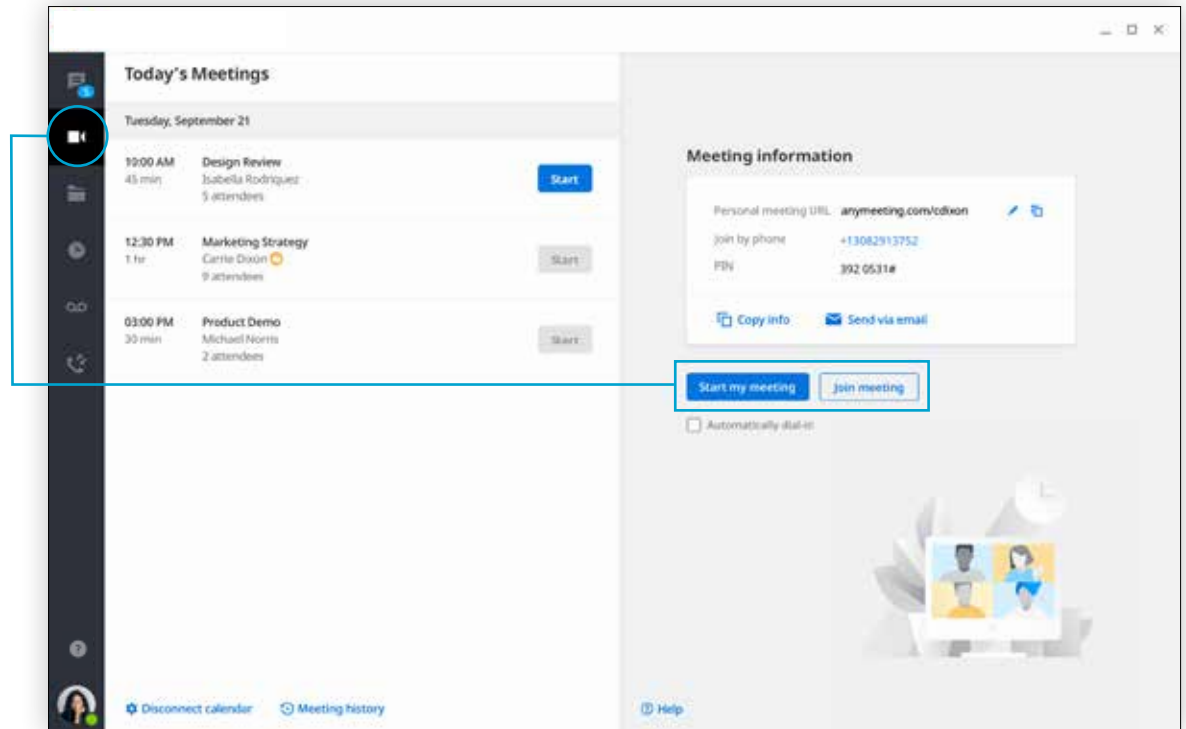 Today's Meetings
Tuesday, September 21
10:00 AM Design Review
45 min Isabella Rodriquez
5 attendees
Start
12:30 PM Marketing Strategy
1 hr Carrie Dixon
9 attendees
Start
03:00 PM Product Demo
30 min Michael Norris
2 attendees
Start
Disconnect calendar Meeting history
Meeting information
Personal meeting URL anymeeting.com/cdixon
Join by phone +13082913752
PIN 392 0531#
Copy info Send via email
Start my meeting Join meeting
Automatically dial-in
Help